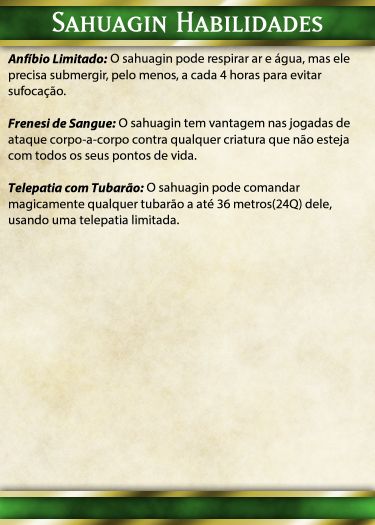 Sahuagin Habilidades
Anfíbio Limitado: O sahuagin pode respirar ar e água, mas ele
precisa submergir, pelo menos, a cada 4 horas para evitar
sufocação.
Frenesi de Sangue: O sahuagin tem vantagem nas jogadas de
ataque corpo-a-corpo contra qualquer criatura que não esteja
com todos os seus pontos de vida.
Telepatia com Tubarão: O sahuagin pode comandar
magicamente qualquer tubarão a até 36 metros(24Q) dele,
usando uma telepatia limitada.